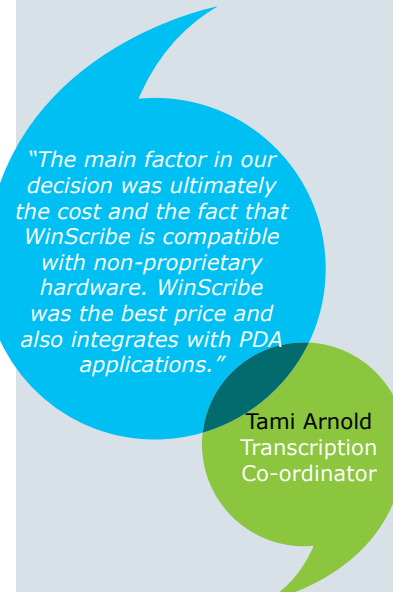 “The main factor in our
decision was ultimately
the cost and the fact that
WinScribe is compatible
with non-proprietary
hardware. WinScribe
was the best price and
also integrates with PDA
applications.”
Tami Arnold
Transcription
Co-ordinator